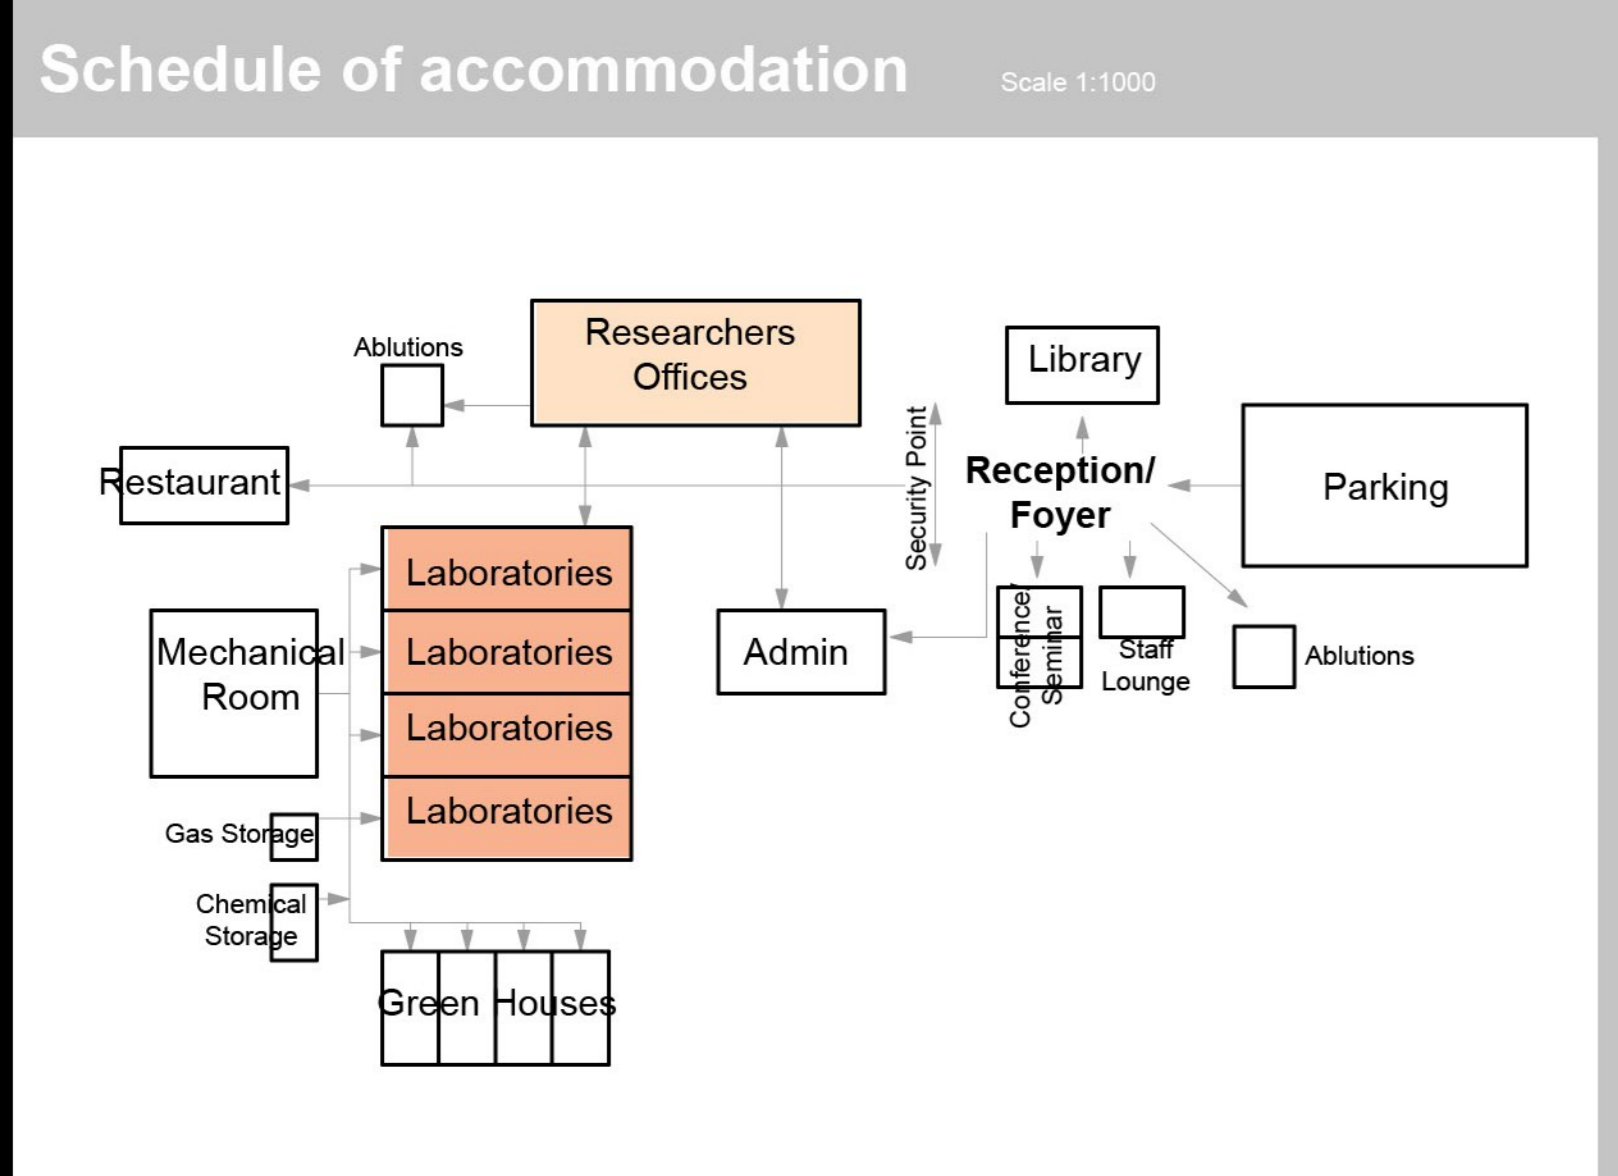 Schedule of accommodation
Scale 1:1000
Researchers
Offices
Ablutions
Library
Restaurant
Security Point
Reception/
Foyer
Parking
Laboratories
Mechanical
Room
Laboratories
Admin
Conference/
Seminar
Staff
Lounge
Ablutions
Laboratories
Laboratories
Gas Storage
Chemical
Storage
Green Houses